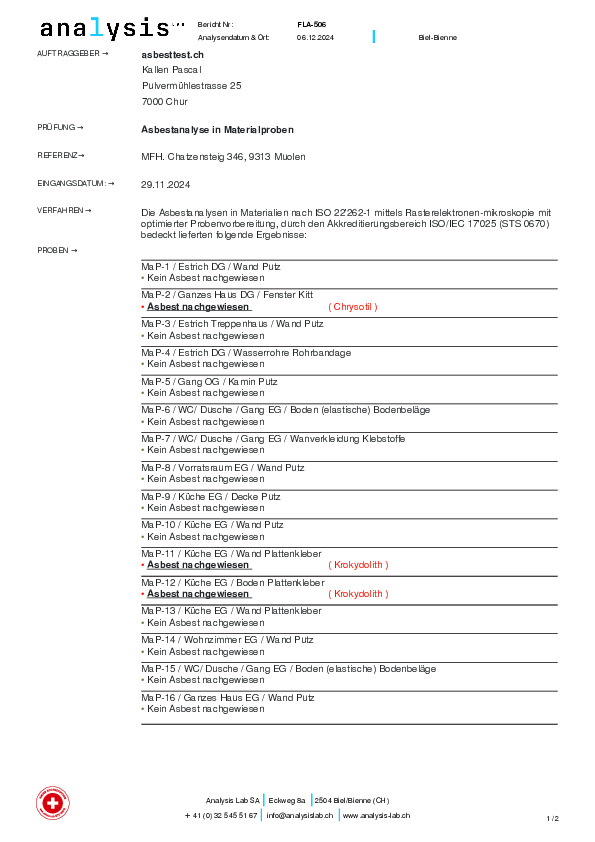 analysis
Bericht Nr: FLA-506
Analysendatum & Ort: 06.12.2024 Biel-Bienne
AUFTRAGGEBER → asbesttest.ch
Kallen Pascal
Pulvermühlestrasse 25
7000 Chur
PRÜFUNG → Asbestanalyse in Materialproben
REFERENZ→ MFH. Chatzensteig 346, 9313 Muolen
EINGANGSDATUM: → 29.11.2024
VERFAHREN → Die Asbestanalysen in Materialien nach ISO 22'262-1 mittels Rasterelektronen-mikroskopie mit
optimierter Probenvorbereitung, durch den Akkreditierungsbereich ISO/IEC 17'025 (STS 0670)
bedeckt lieferten folgende Ergebnisse:
PROBEN →
MaP-1 / Estrich DG / Wand Putz
• Kein Asbest nachgewiesen
MaP-2 / Ganzes Haus DG / Fenster Kitt
• Asbest nachgewiesen ( Chrysotil )
MaP-3 / Estrich Treppenhaus / Wand Putz
• Kein Asbest nachgewiesen
MaP-4 / Estrich DG / Wasserrohre Rohrbandage
• Kein Asbest nachgewiesen
MaP-5 / Gang OG / Kamin Putz
• Kein Asbest nachgewiesen
MaP-6 / WC/ Dusche / Gang EG / Boden (elastische) Bodenbeläge
• Kein Asbest nachgewiesen
MaP-7 / WC/ Dusche / Gang EG / Wanverkleidung Klebstoffe
• Kein Asbest nachgewiesen
MaP-8 / Vorratsraum EG / Wand Putz
• Kein Asbest nachgewiesen
MaP-9 / Küche EG / Decke Putz
• Kein Asbest nachgewiesen
MaP-10 / Küche EG / Wand Putz
• Kein Asbest nachgewiesen
MaP-11 / Küche EG / Wand Plattenkleber
• Asbest nachgewiesen ( Krokydolith )
MaP-12 / Küche EG / Boden Plattenkleber
• Asbest nachgewiesen ( Krokydolith )
MaP-13 / Küche EG / Wand Plattenkleber
• Kein Asbest nachgewiesen
MaP-14 / Wohnzimmer EG / Wand Putz
• Kein Asbest nachgewiesen
MaP-15 / WC/ Dusche / Gang EG / Boden (elastische) Bodenbeläge
• Kein Asbest nachgewiesen
MaP-16 / Ganzes Haus EG / Wand Putz
• Kein Asbest nachgewiesen
Analysis Lab SA | Eckweg 8a | 2504 Biel/Bienne (CH)
+ 41 (0) 32 545 51 67 | info@analysislab.ch | www.analysis-lab.ch
1 / 2